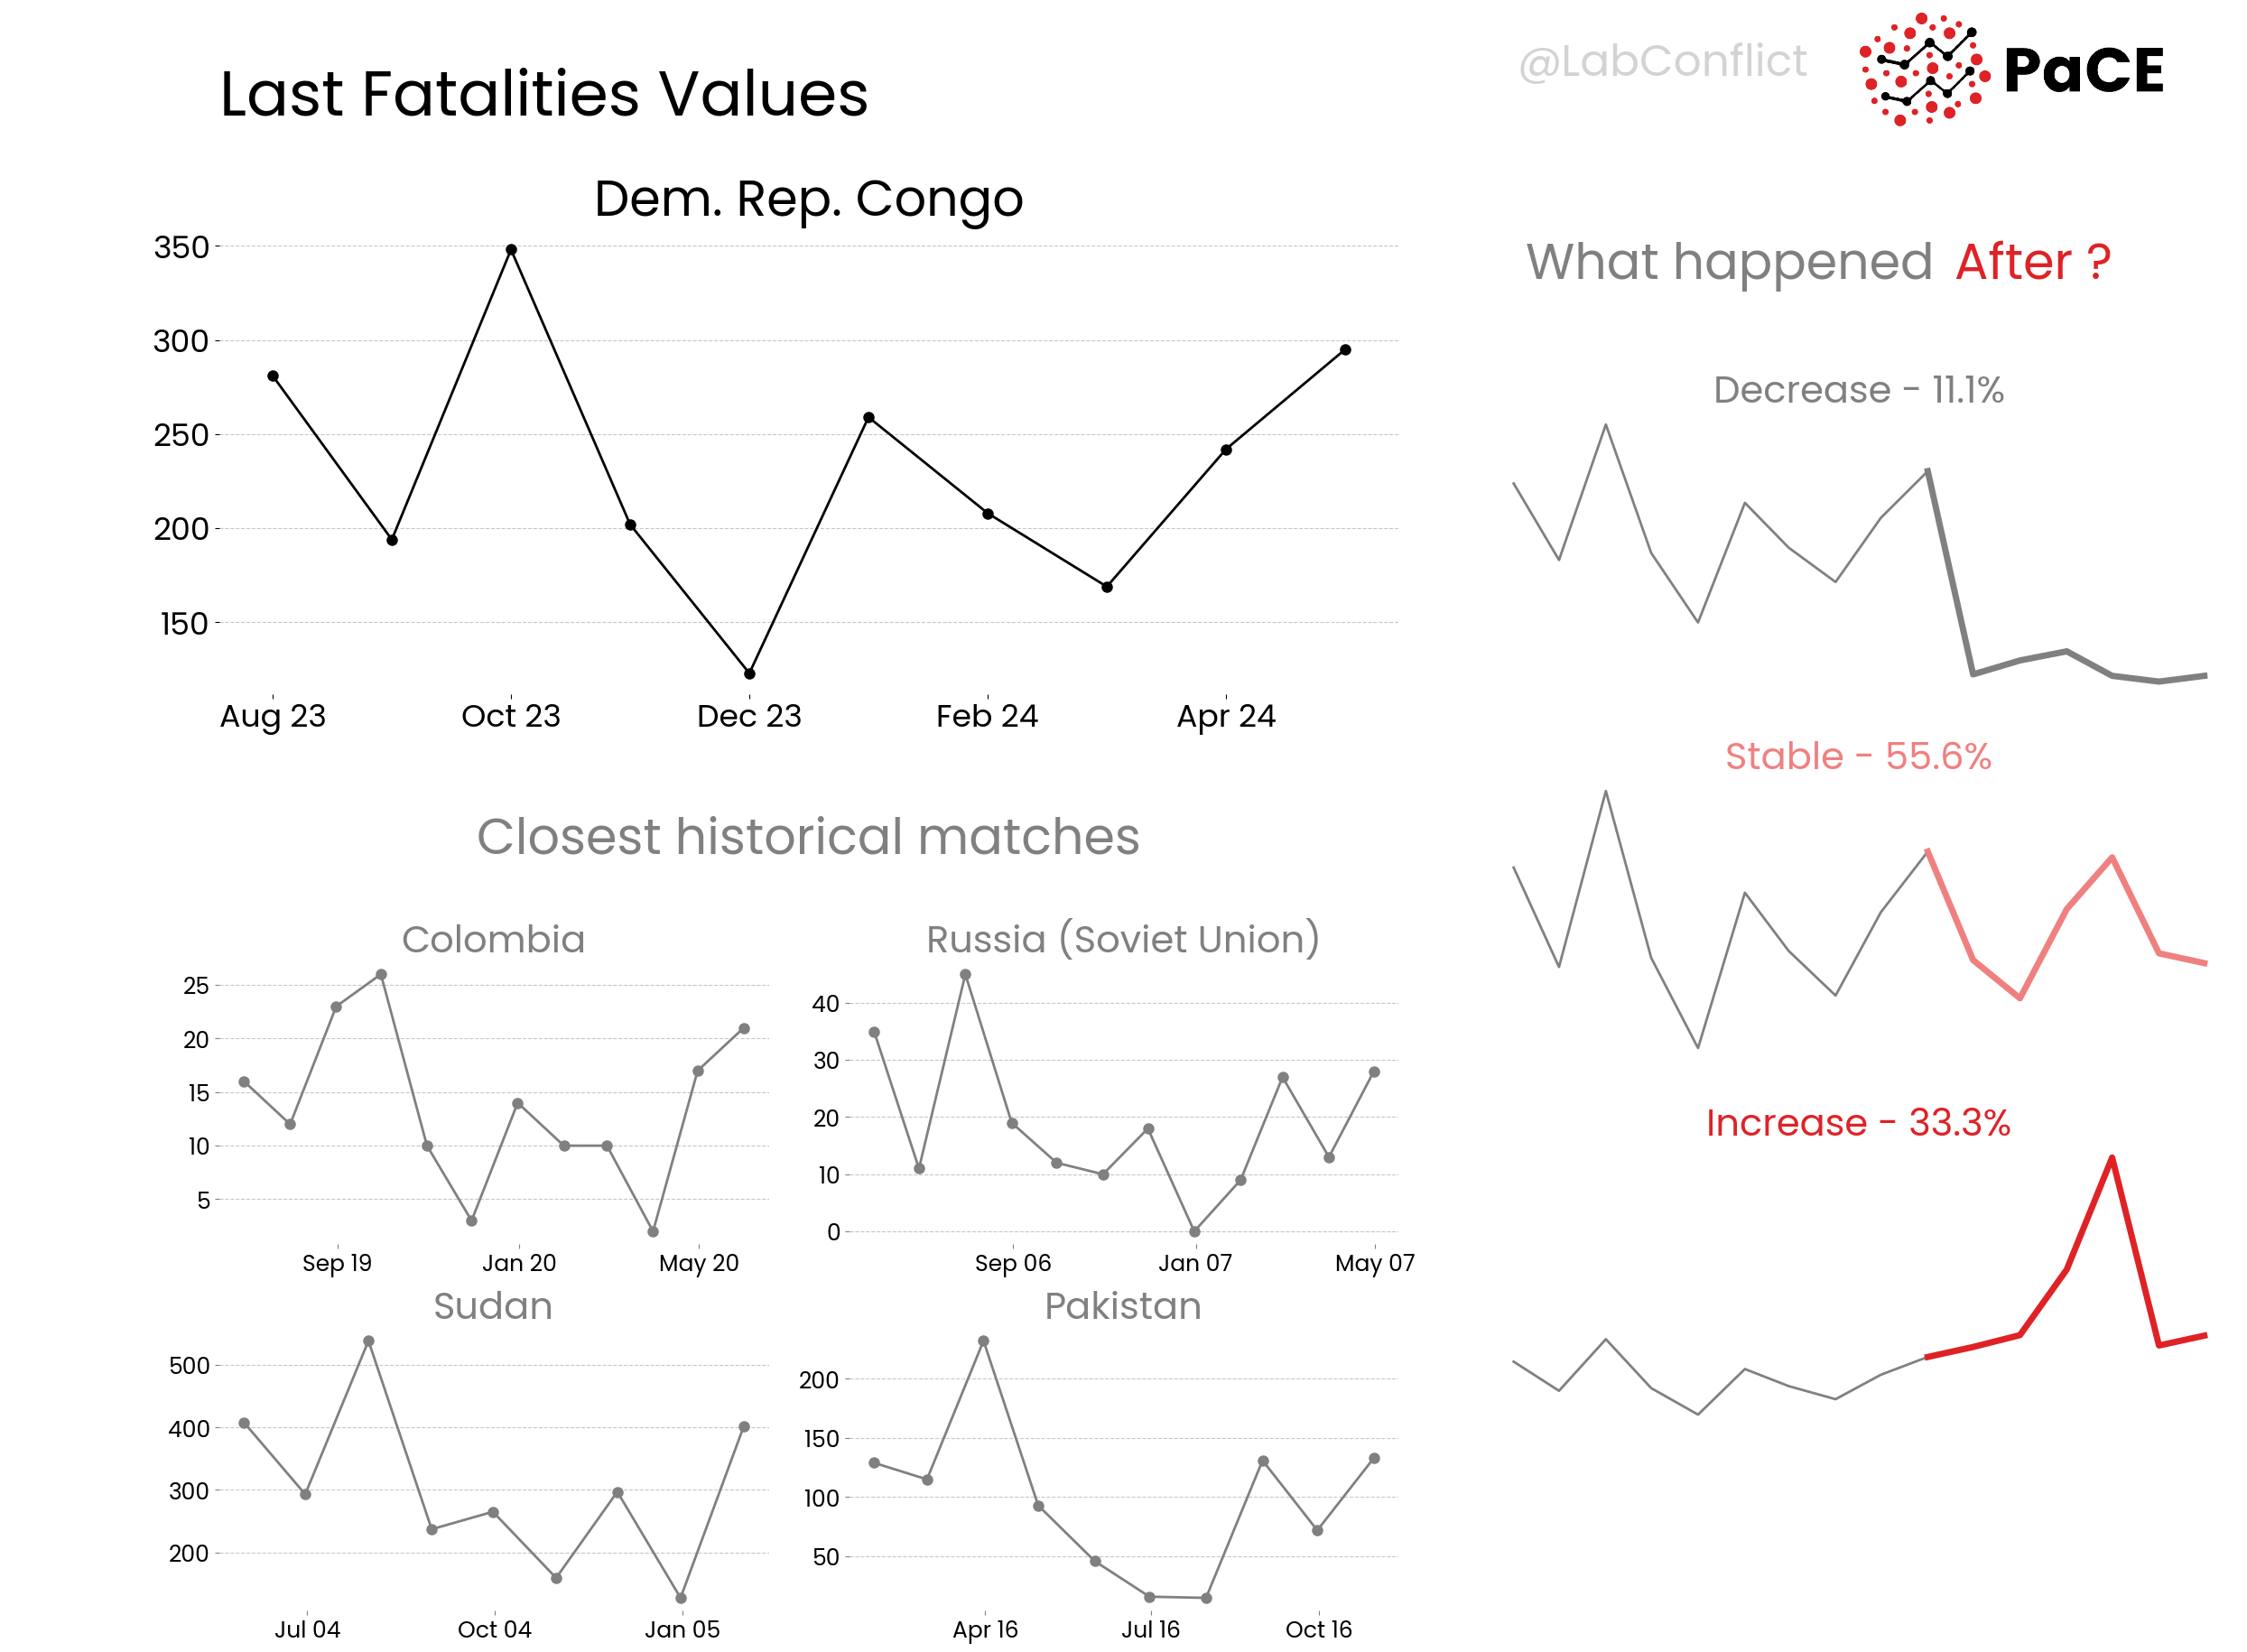 @LabConflict
PaCE
Last Fatalities Values
Dem. Rep. Congo
350
300
250
200
150
Aug 23 Oct 23 Dec 23 Feb 24 Apr 24
What happened After ?
Decrease - 11.1%
Stable - 55.6%
Increase - 33.3%
Closest historical matches
Colombia
25
20
15
10
5
Sep 19 Jan 20 May 20
Russia (Soviet Union)
40
30
20
10
0
Sep 06 Jan 07 May 07
Sudan
500
400
300
200
Jul 04 Oct 04 Jan 05
Pakistan
200
150
100
50
Apr 16 Jul 16 Oct 16